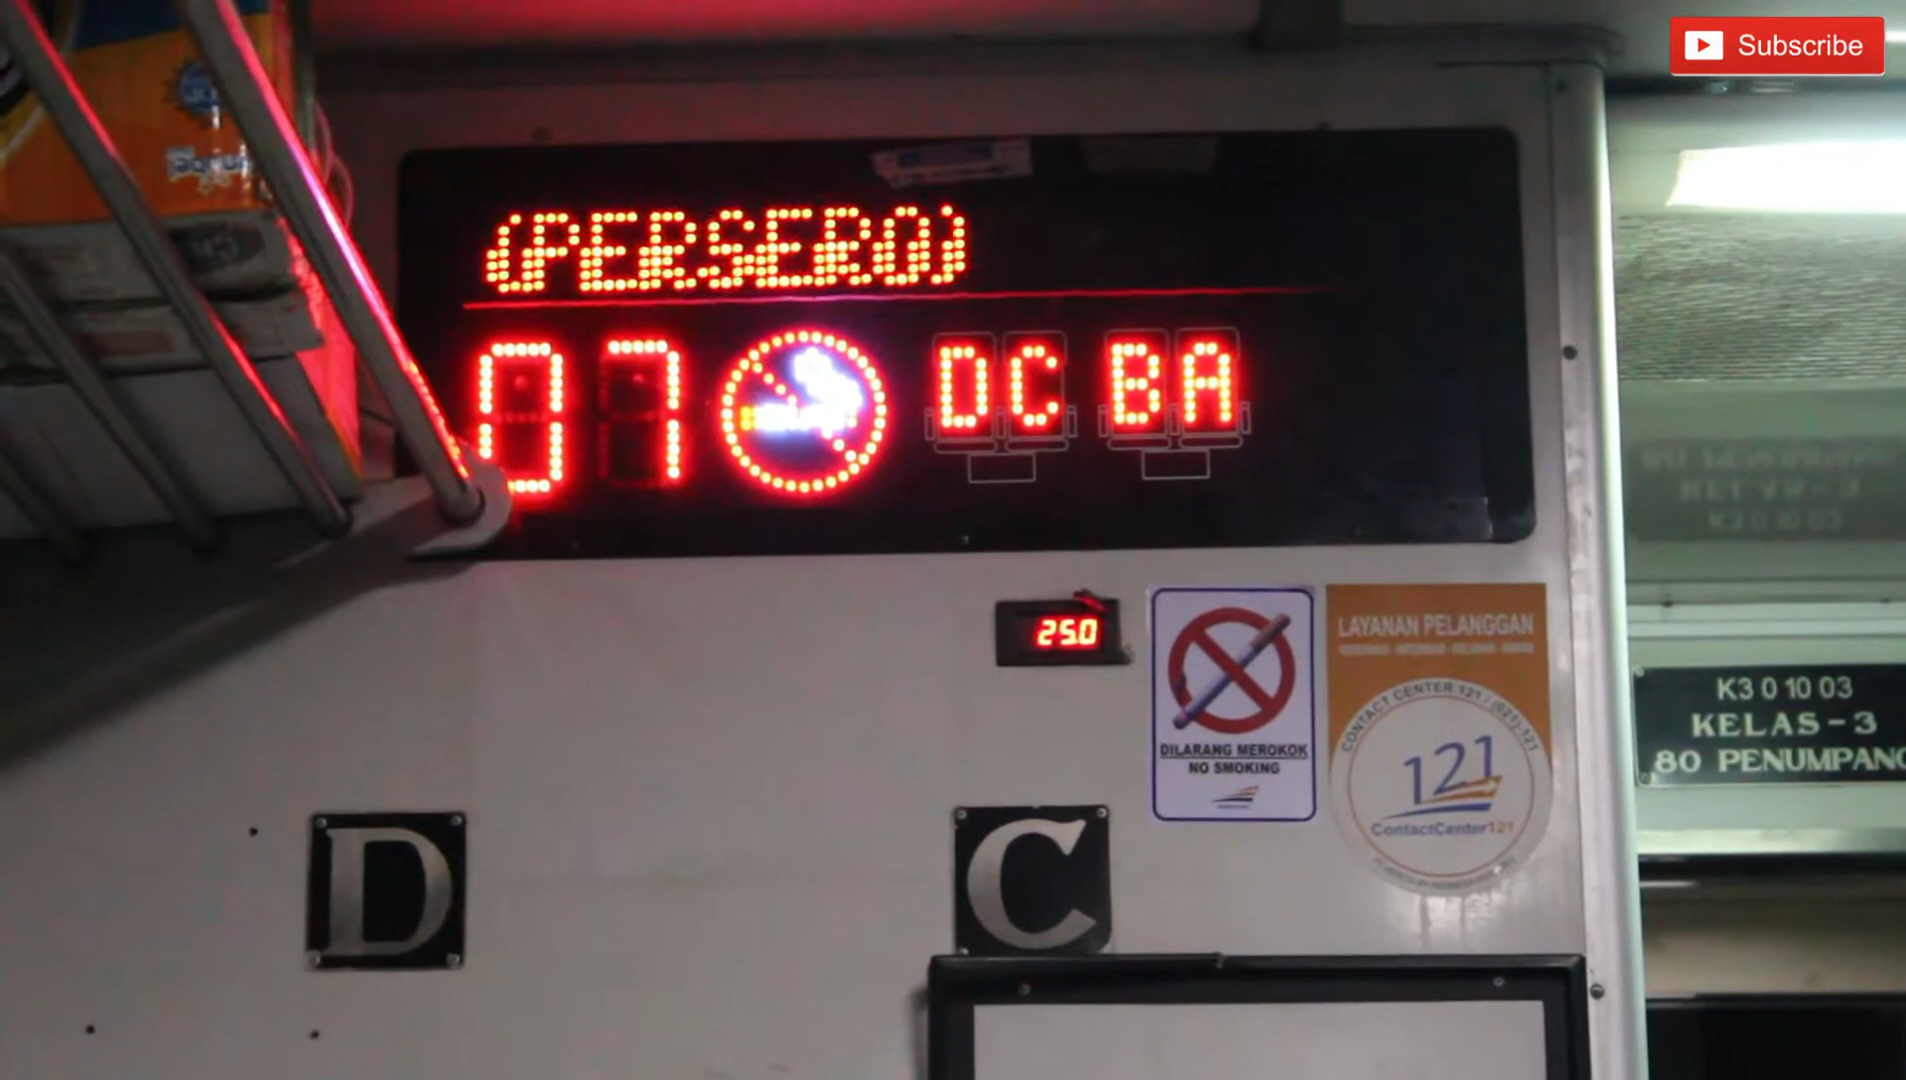 Subscribe
(PERSERO)
07 DC BA
25.0
LAYANAN PELANGGAN
CONTACT CENTER 121 / (021)-121
121
ContactCenter121
DILARANG MEROKOK
NO SMOKING
K3 0 10 03
KELAS-3
80 PENUMPANG
D
C